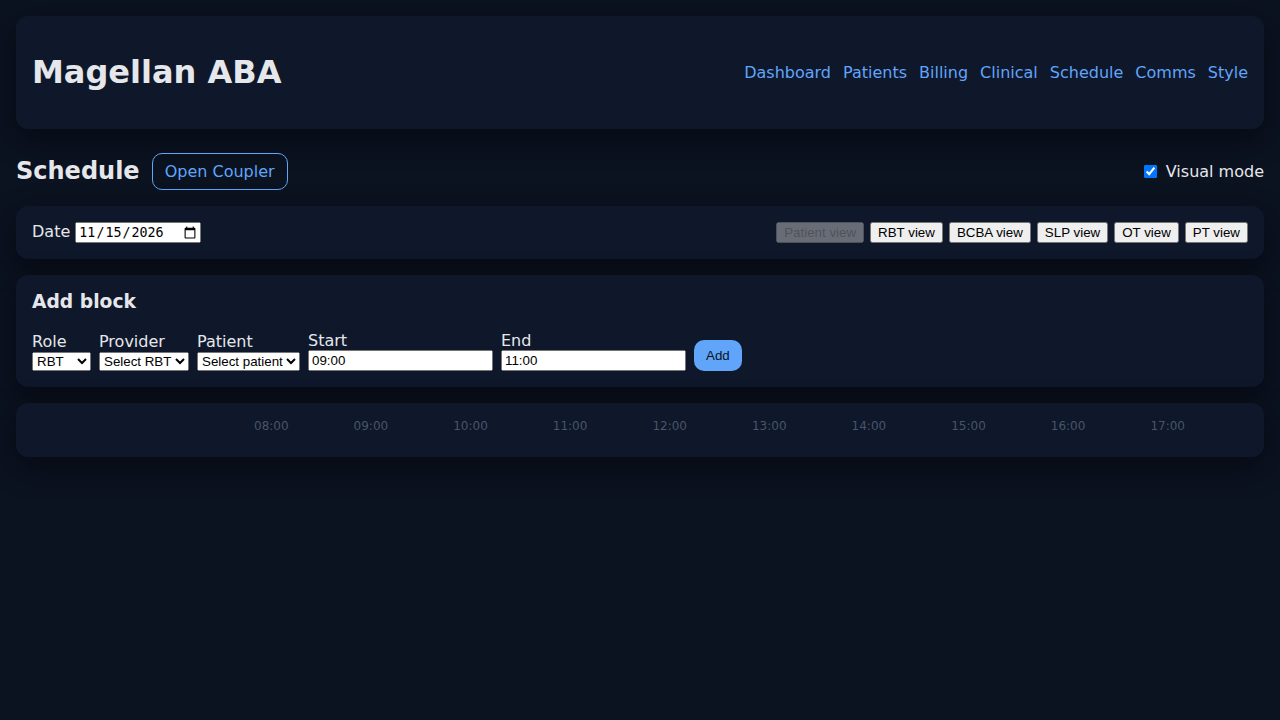 Magellan ABA
Dashboard Patients Billing Clinical Schedule Comms Style
Schedule Open Coupler Visual mode
Date 11/15/2026 Patient view RBT view BCBA view SLP view OT view PT view
Add block
Role Provider Patient Start End
RBT Select RBT Select patient 09:00 11:00 Add
08:00 09:00 10:00 11:00 12:00 13:00 14:00 15:00 16:00 17:00